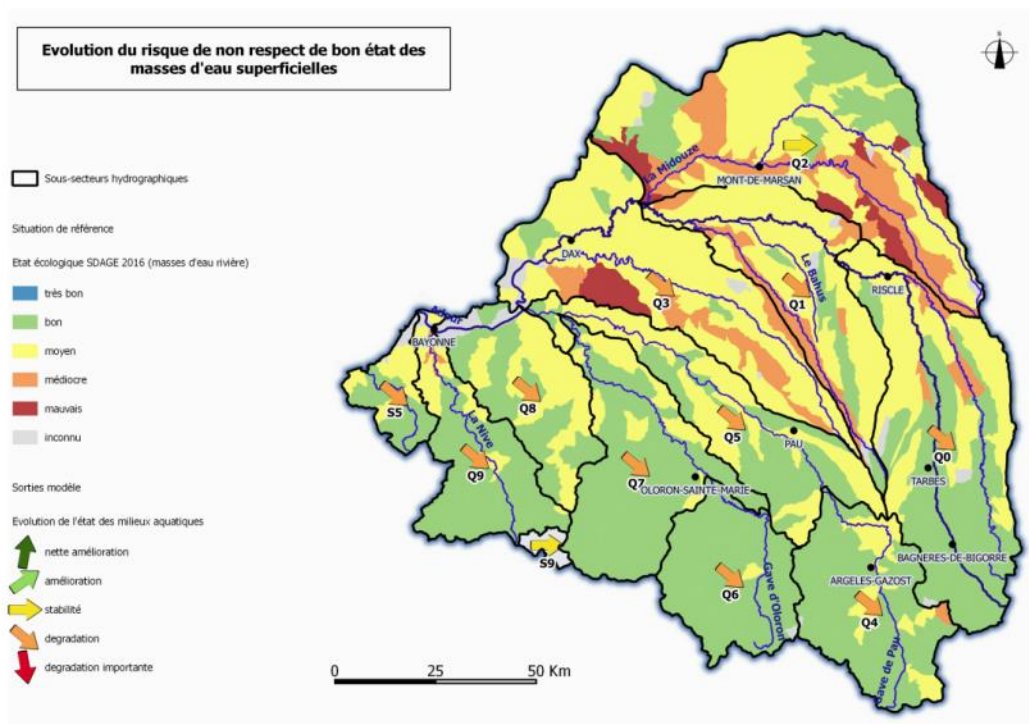 Evolution du risque de non respect de bon état des
masses d'eau superficielles
N
Sous-secteurs hydrographiques
Situation de référence
Etat écologique SDAGE 2016 (masses d'eau rivière)
très bon
bon
moyen
médiocre
mauvais
inconnu
Sorties modèle
Evolution de l'état des milieux aquatiques
nette amélioration
amélioration
stabilité
degradation
degradation importante
0 25 50 Km
La Midouze
Q2
MONT-DE-MARSAN
DAX
Q3
Le Bahus
Q1
RISCLE
Adour
BAYONNE
S5
La Nive
Q8
Q9
Q5
PAU
Q0
TARBES
Q7
OLORON-SAINTE-MARIE
S9
BAGNERES-DE-BIGORRE
ARGELES-GAZOST
Q6
Gave d'Oloron
Q4
Gave de Pau